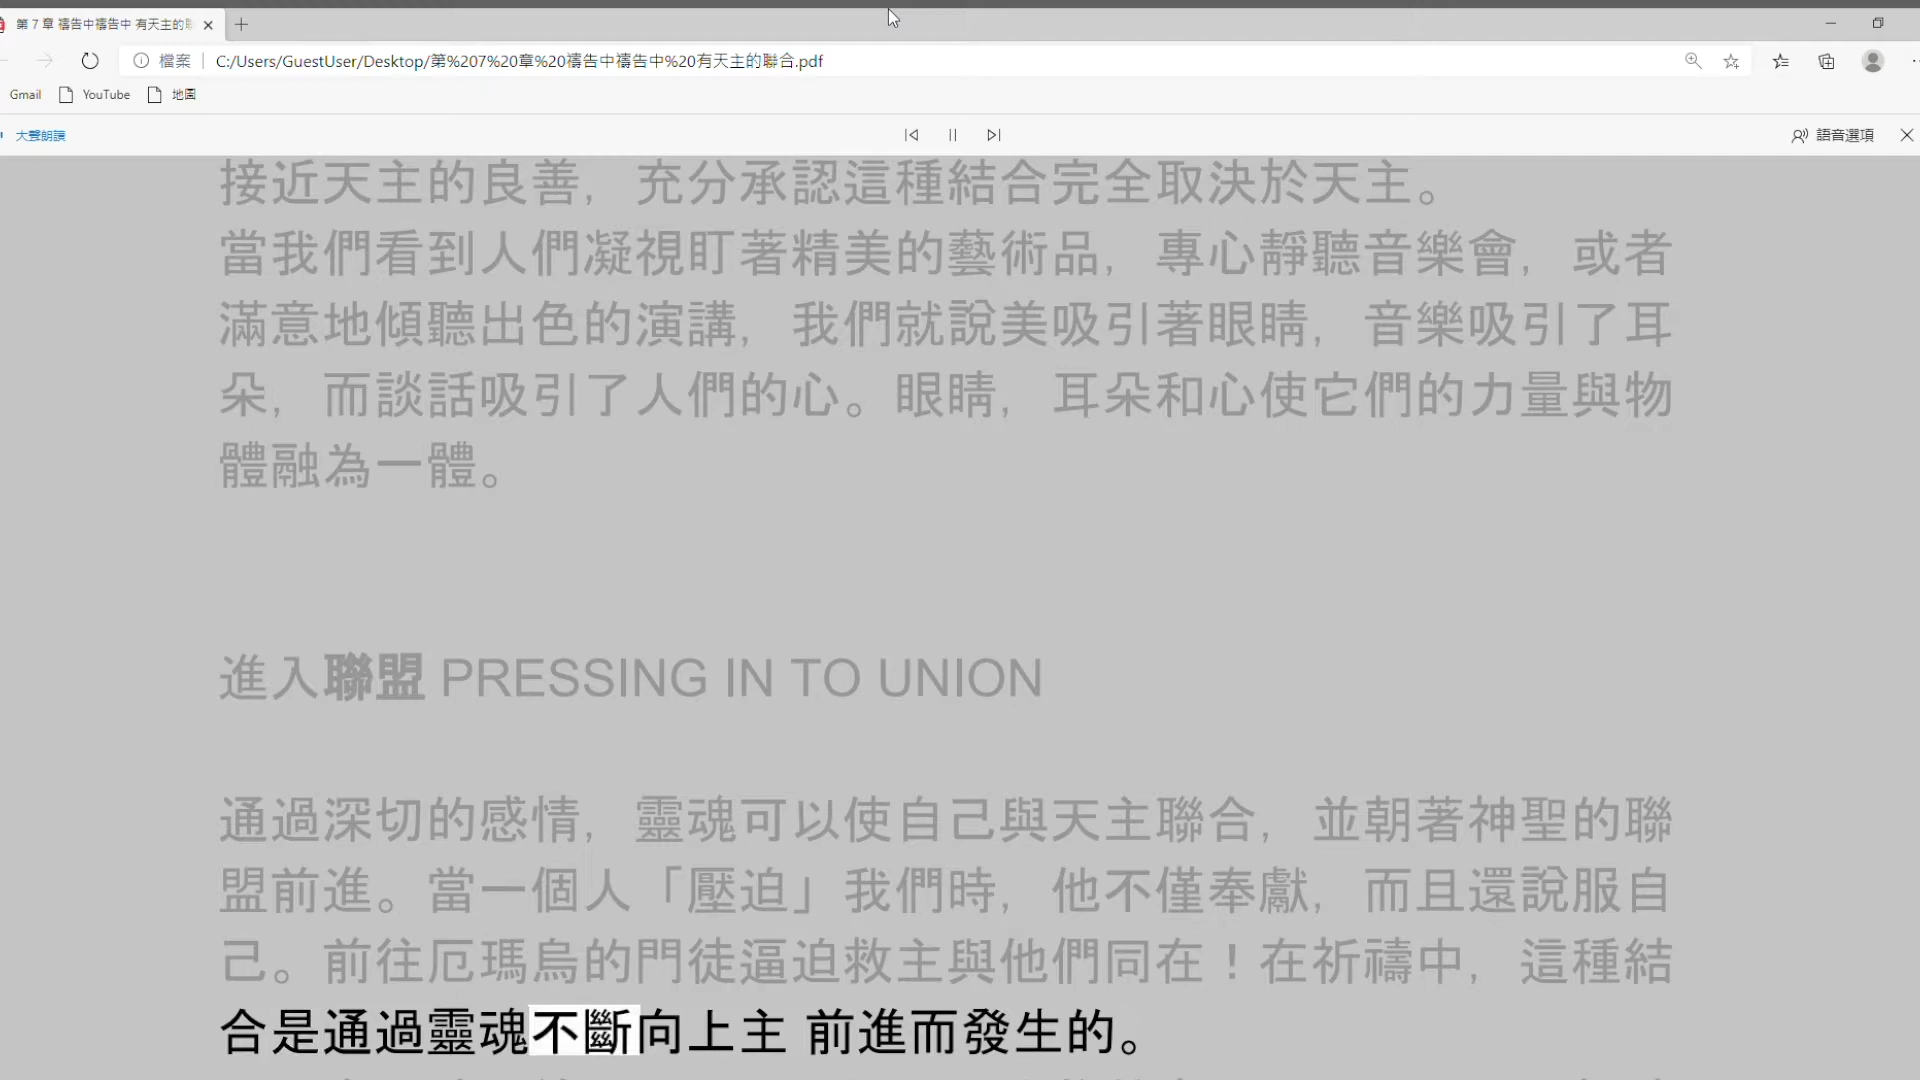 第 7 章 禱告中禱告中 有天主的
檔案
C:/Users/GuestUser/Desktop/第%207%20章%20禱告中禱告中%20有天主的聯合.pdf
Gmail YouTube 地圖
大聲朗讀
語音選項
接近天主的良善，充分承認這種結合完全取決於天主。
當我們看到人們凝視盯著精美的藝術品，專心靜聽音樂會，或者
滿意地傾聽出色的演講，我們就說美吸引著眼睛，音樂吸引了耳
朵，而談話吸引了人們的心。眼睛，耳朵和心使它們的力量與物
體融為一體。
進入聯盟 PRESSING IN TO UNION
通過深切的感情，靈魂可以使自己與天主聯合，並朝著神聖的聯
盟前進。當一個人「壓迫」我們時，他不僅奉獻，而且還說服自
己。前往厄瑪烏的門徒逼迫救主與他們同在！在祈禱中，這種結
合是通過靈魂不斷向上主 前進而發生的。